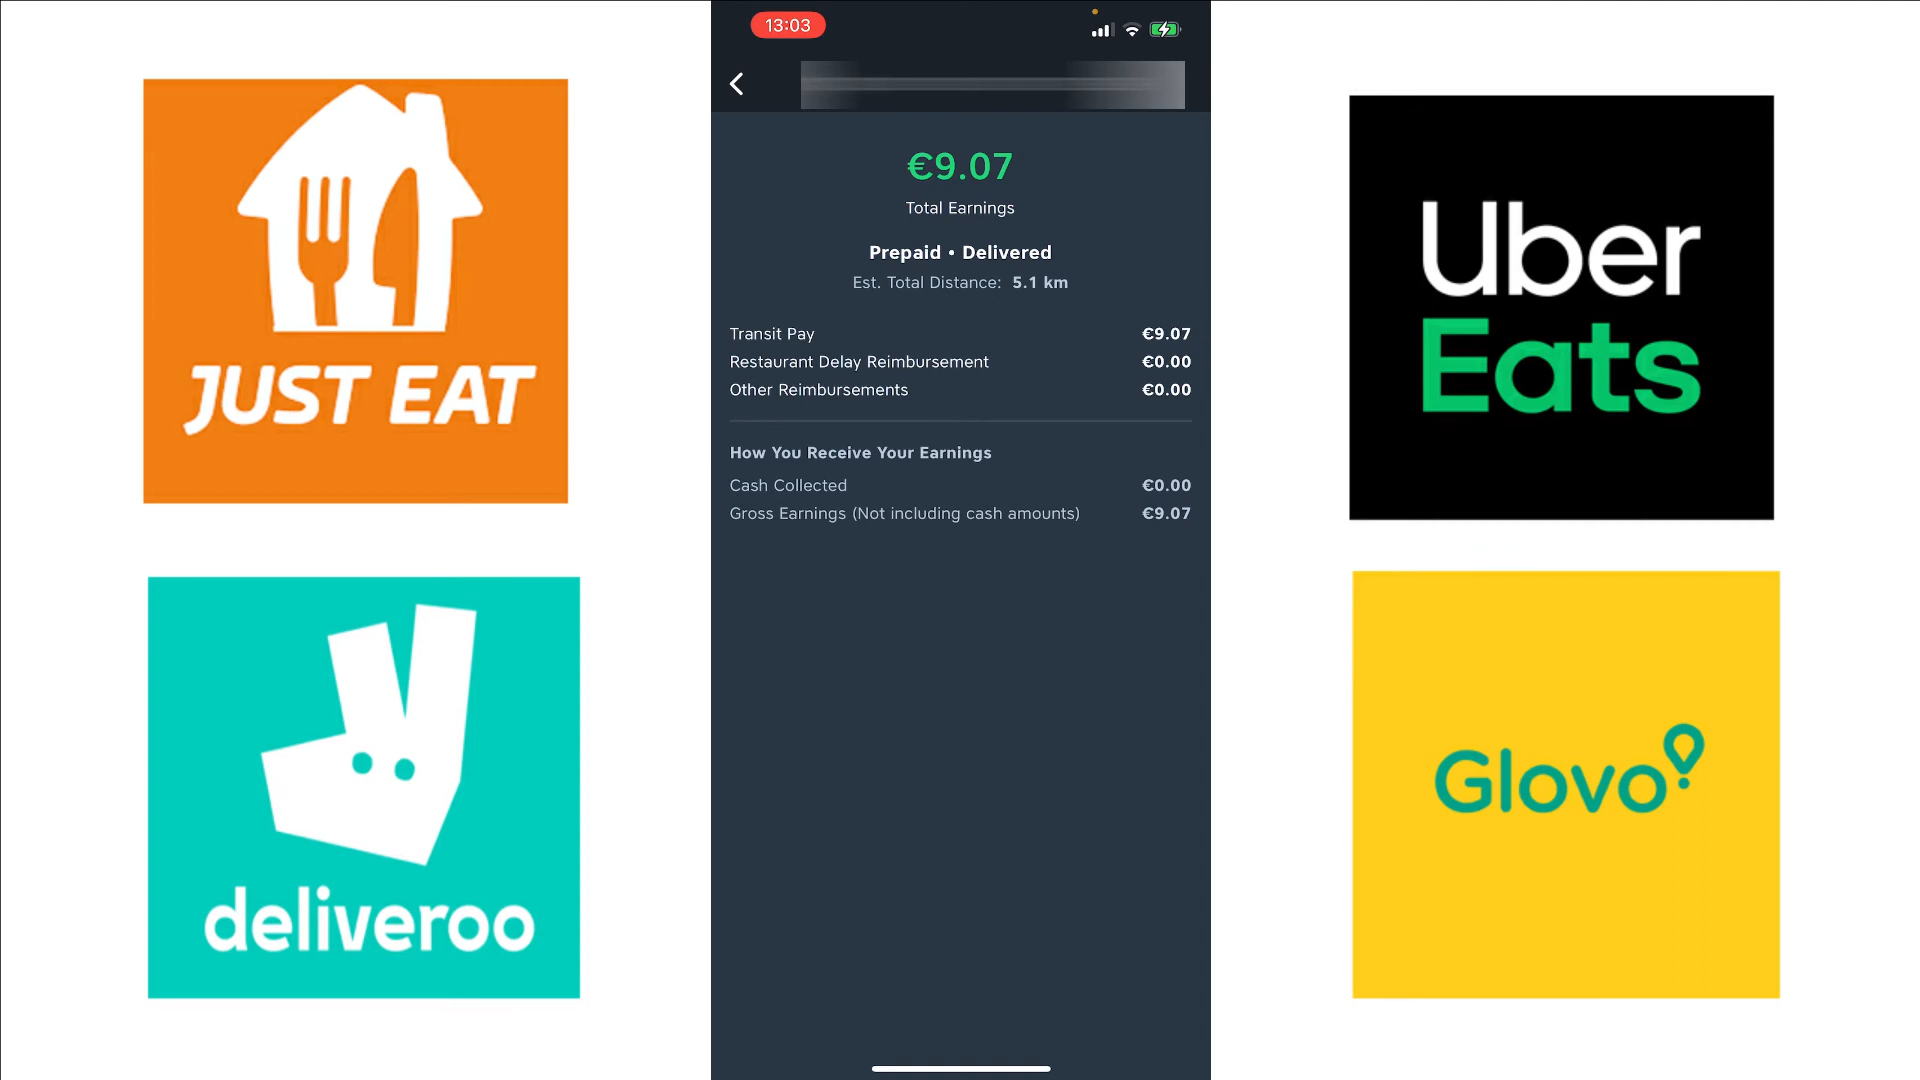 JUST EAT
deliveroo
13:03
€9.07
Total Earnings
Prepaid • Delivered
Est. Total Distance: 5.1 km
Transit Pay €9.07
Restaurant Delay Reimbursement €0.00
Other Reimbursements €0.00
How You Receive Your Earnings
Cash Collected €0.00
Gross Earnings (Not including cash amounts) €9.07
Uber
Eats
Glovo